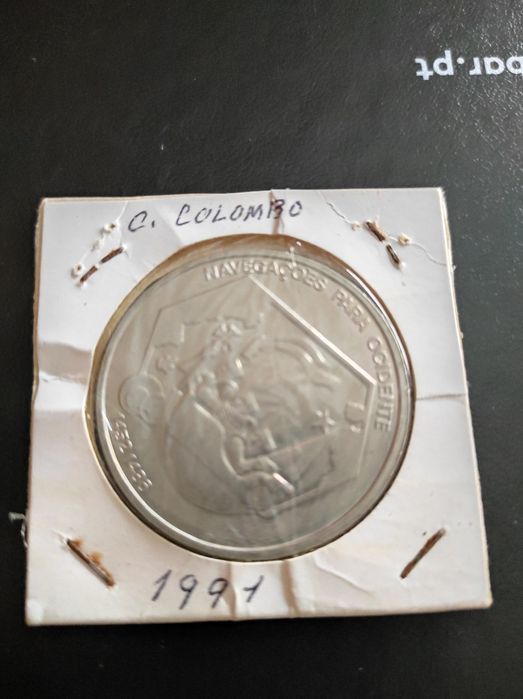 bar.pt
C. COLOMBO
NAVEGAÇÕES PARA OCIDENTE
1991